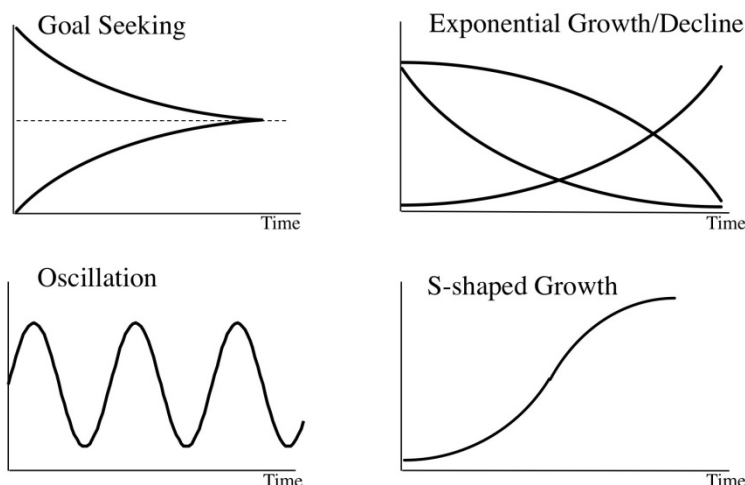 Goal Seeking
Time
Exponential Growth/Decline
Time
Oscillation
Time
S-shaped Growth
Time